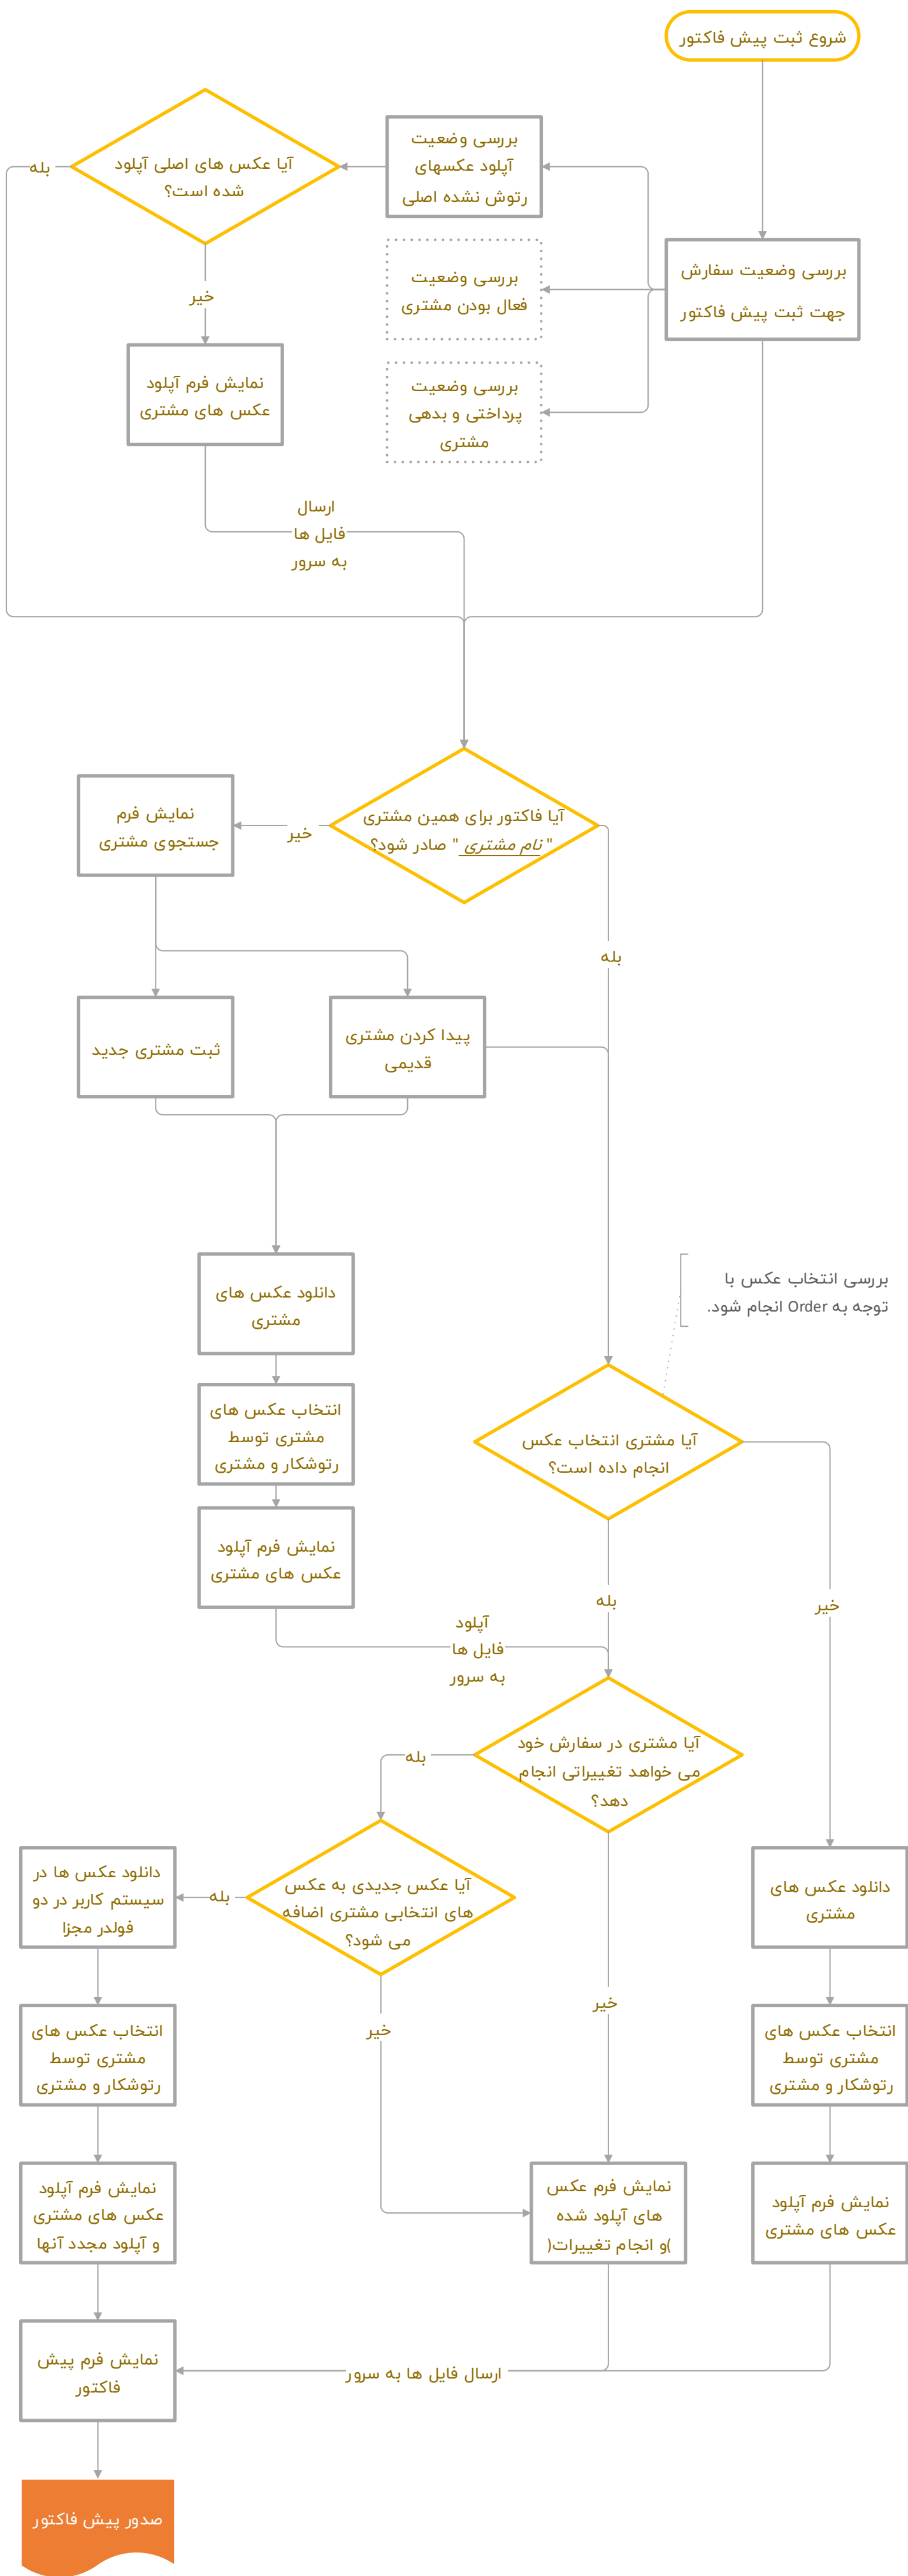 شروع ثبت پیش فاکتور
بررسی وضعیت
آپلود عکسهای
رتوش نشده اصلی
آیا عکس های اصلی آپلود
شده است؟
بله
بررسی وضعیت سفارش
جهت ثبت پیش فاکتور
بررسی وضعیت
فعال بودن مشتری
خیر
بررسی وضعیت
پرداختی و بدهی
مشتری
نمایش فرم آپلود
عکس های مشتری
ارسال
فایل ها
به سرور
آیا فاکتور برای همین مشتری
" نام مشتری " صادر شود؟
خیر
نمایش فرم
جستجوی مشتری
بله
پیدا کردن مشتری
قدیمی
ثبت مشتری جدید
بررسی انتخاب عکس با
توجه به Order انجام شود.
دانلود عکس های
مشتری
انتخاب عکس های
مشتری توسط
رتوشکار و مشتری
آیا مشتری انتخاب عکس
انجام داده است؟
نمایش فرم آپلود
عکس های مشتری
بله
خیر
آپلود
فایل ها
به سرور
آیا مشتری در سفارش خود
می خواهد تغییراتی انجام
دهد؟
بله
آیا عکس جدیدی به عکس
های انتخابی مشتری اضافه
می شود؟
بله
دانلود عکس ها در
سیستم کاربر در دو
فولدر مجزا
دانلود عکس های
مشتری
خیر
خیر
انتخاب عکس های
مشتری توسط
رتوشکار و مشتری
انتخاب عکس های
مشتری توسط
رتوشکار و مشتری
نمایش فرم آپلود
عکس های مشتری
نمایش فرم عکس
های آپلود شده
)و انجام تغییرات(
نمایش فرم آپلود
عکس های مشتری
و آپلود مجدد آنها
ارسال فایل ها به سرور
نمایش فرم پیش
فاکتور
صدور پیش فاکتور